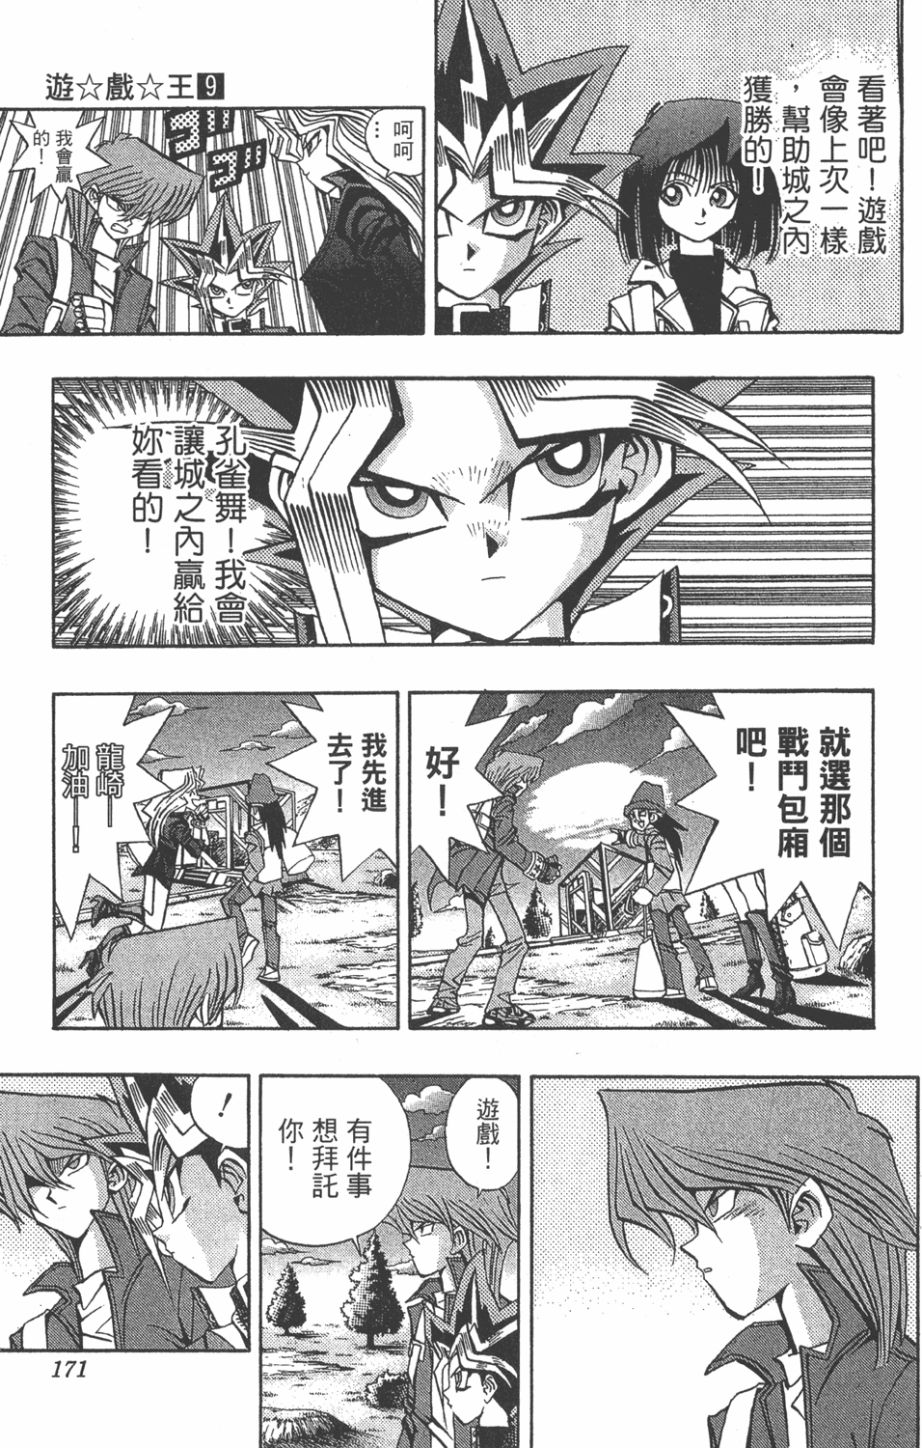 遊☆戲☆王9
看著吧!遊戲
會像上次一樣
,幫助城之內
獲勝的!
呵呵
…
ゴゴ
我會贏
的!
孔雀舞!我會
讓城之內贏給
妳看的!
就選那個
戰鬥包廂
吧!
好!
我先進
去了!
龍崎—
加油—!
遊戲!
有件事
想拜託
你!
!
171